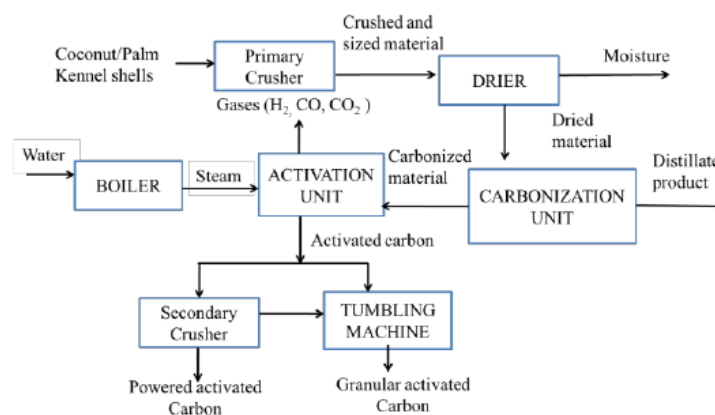 Crushed and
sized material
Coconut/Palm
Kennel shells
Primary
Crusher
DRIER
Moisture
Gases (H2, CO, CO2 )
Dried
material
Water
BOILER
Steam
ACTIVATION
UNIT
Carbonized
material
CARBONIZATION
UNIT
Distillate
product
Activated carbon
Secondary
Crusher
TUMBLING
MACHINE
Powered activated
Carbon
Granular activated
Carbon